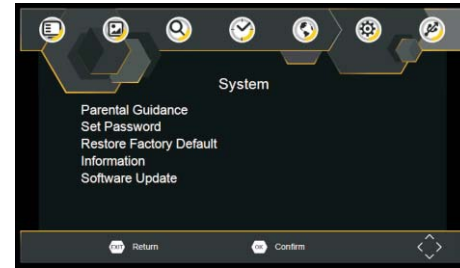 System
Parental Guidance
Set Password
Restore Factory Default
Information
Software Update
EXIT Return OK Confirm